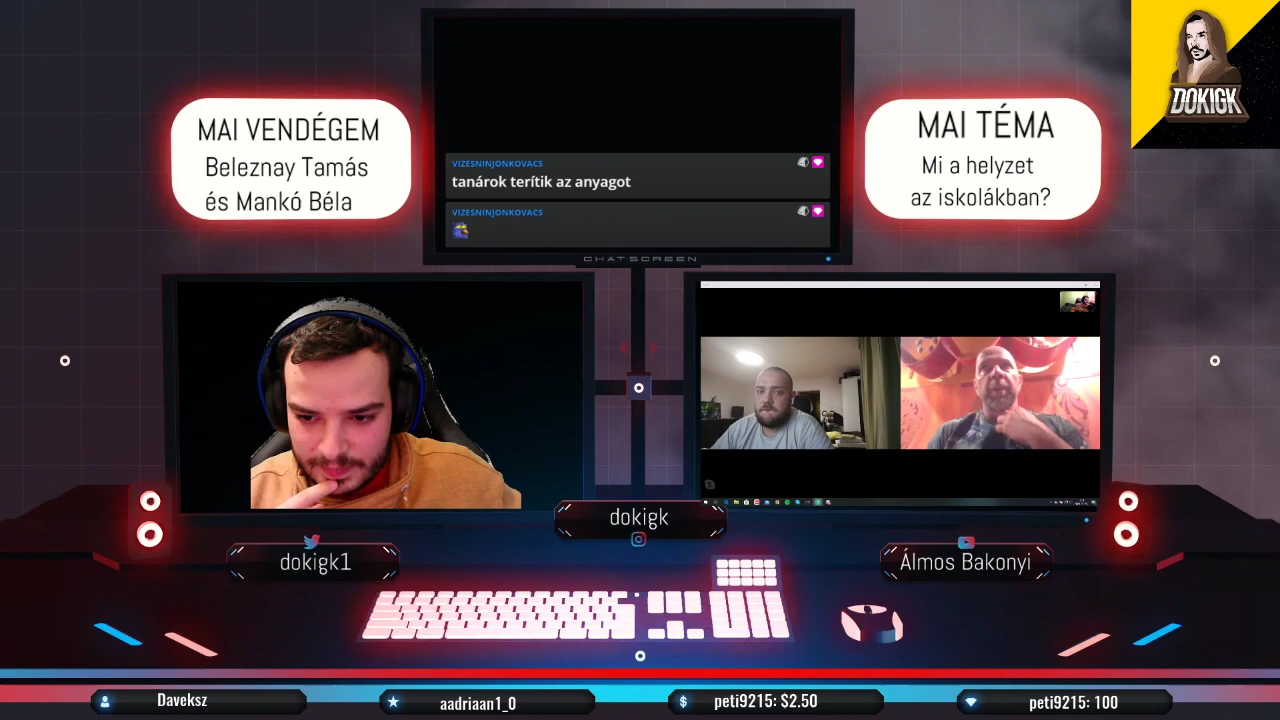 MAI VENDÉGEM
Beleznay Tamás
és Mankó Béla
VIZESNINJONKOVACS
tanárok terítik az anyagot
VIZESNINJONKOVACS
CHATSCREEN
MAI TÉMA
Mi a helyzet
az iskolákban?
DOKIGK
dokigk
dokigk1
Álmos Bakonyi
Daveksz
aadriaan1_0
peti9215: $2.50
peti9215: 100